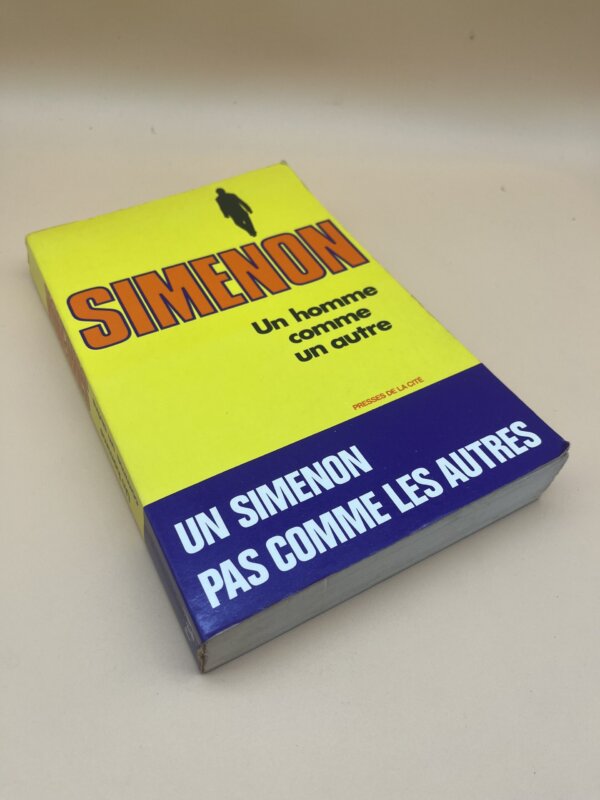 SIMENON
Un homme
comme
un autre
PRESSES DE LA CITÉ
UN SIMENON
PAS COMME LES AUTRES